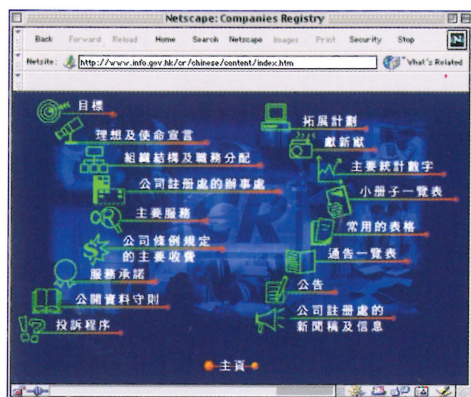 Netscape: Companies Registry
Back Forward Reload Home Search Netscape Images Print Security Stop
N
Netsite: http://www.info.gov.hk/cr/chinese/content/index.htm What's Related
目標
理想及使命宣言
組織結構及職務分配
公司註冊處的辦事處
主要服務
公司條例規定
的主要收費
服務承諾
公開資料守則
投訴程序
拓展計劃
獻新猷
主要統計數字
小冊子一覽表
常用的表格
通告一覽表
公告
公司註冊處的
新聞稿及信息
主頁
CR